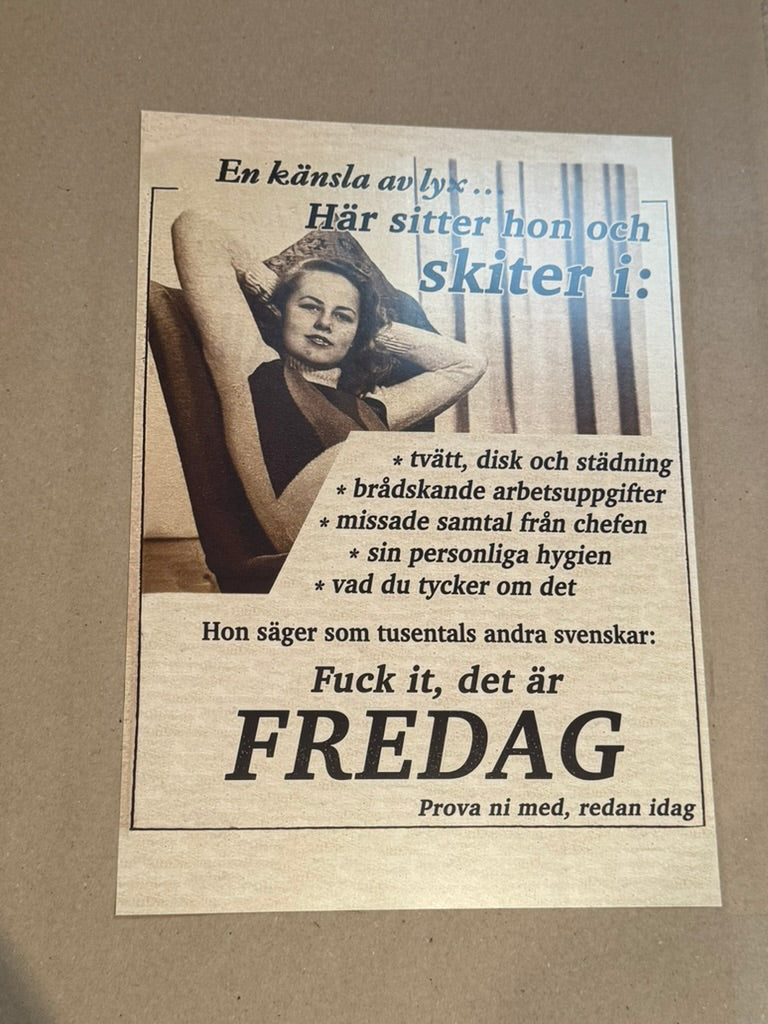 En känsla av lyx...
Här sitter hon och
skiter i:
* tvätt, disk och städning
* brådskande arbetsuppgifter
* missade samtal från chefen
* sin personliga hygien
* vad du tycker om det
Hon säger som tusentals andra svenskar:
Fuck it, det är
FREDAG
Prova ni med, redan idag